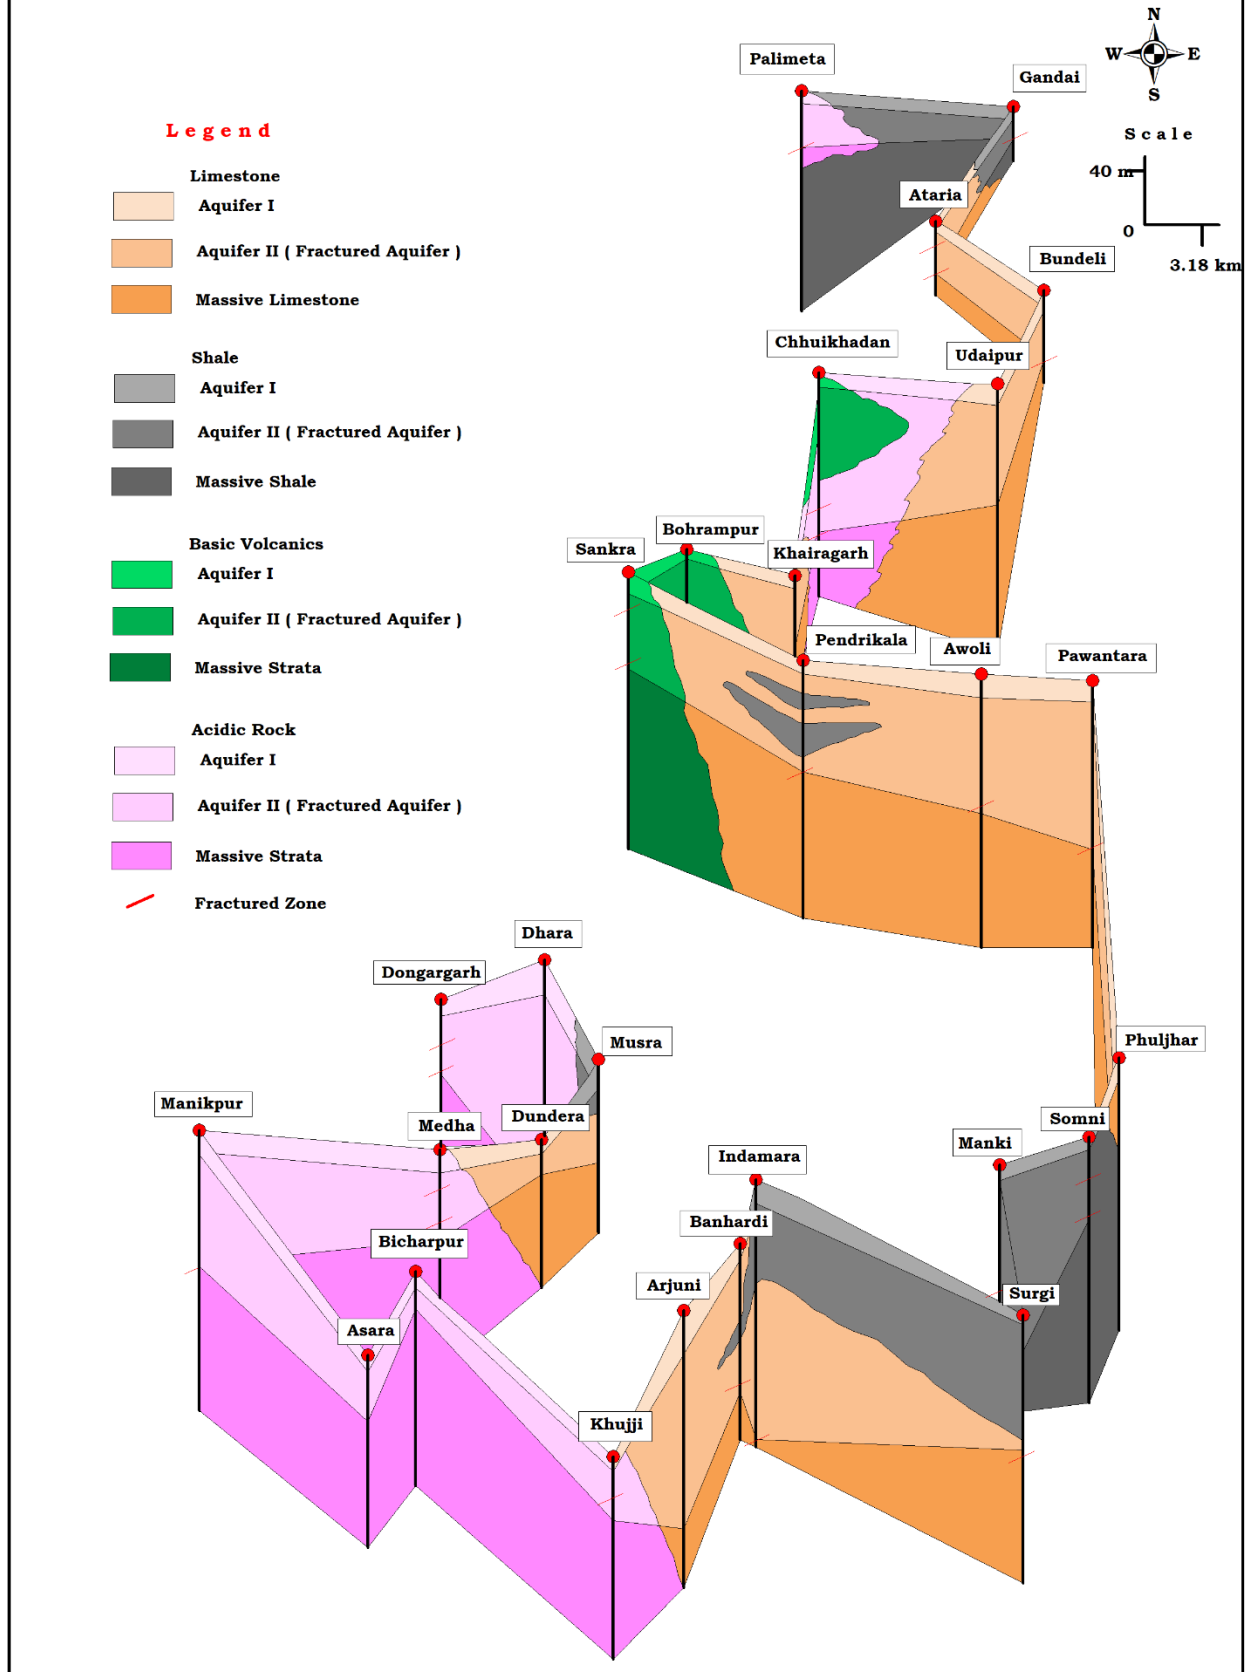 N
W E
S
Palimeta
Gandai
Scale
40 m
0
3.18 km
Legend
Limestone
Aquifer I
Aquifer II ( Fractured Aquifer )
Massive Limestone
Shale
Aquifer I
Aquifer II ( Fractured Aquifer )
Massive Shale
Basic Volcanics
Aquifer I
Aquifer II ( Fractured Aquifer )
Massive Strata
Acidic Rock
Aquifer I
Aquifer II ( Fractured Aquifer )
Massive Strata
Fractured Zone
Ataria
Bundeli
Chhuikhadan
Udaipur
Bohrampur
Sankra
Khairagarh
Pendrikala
Awoli
Pawantara
Dhara
Dongargarh
Musra
Phuljhar
Manikpur
Medha
Dundera
Somni
Manki
Indamara
Banhardi
Bicharpur
Arjuni
Surgi
Asara
Khujji